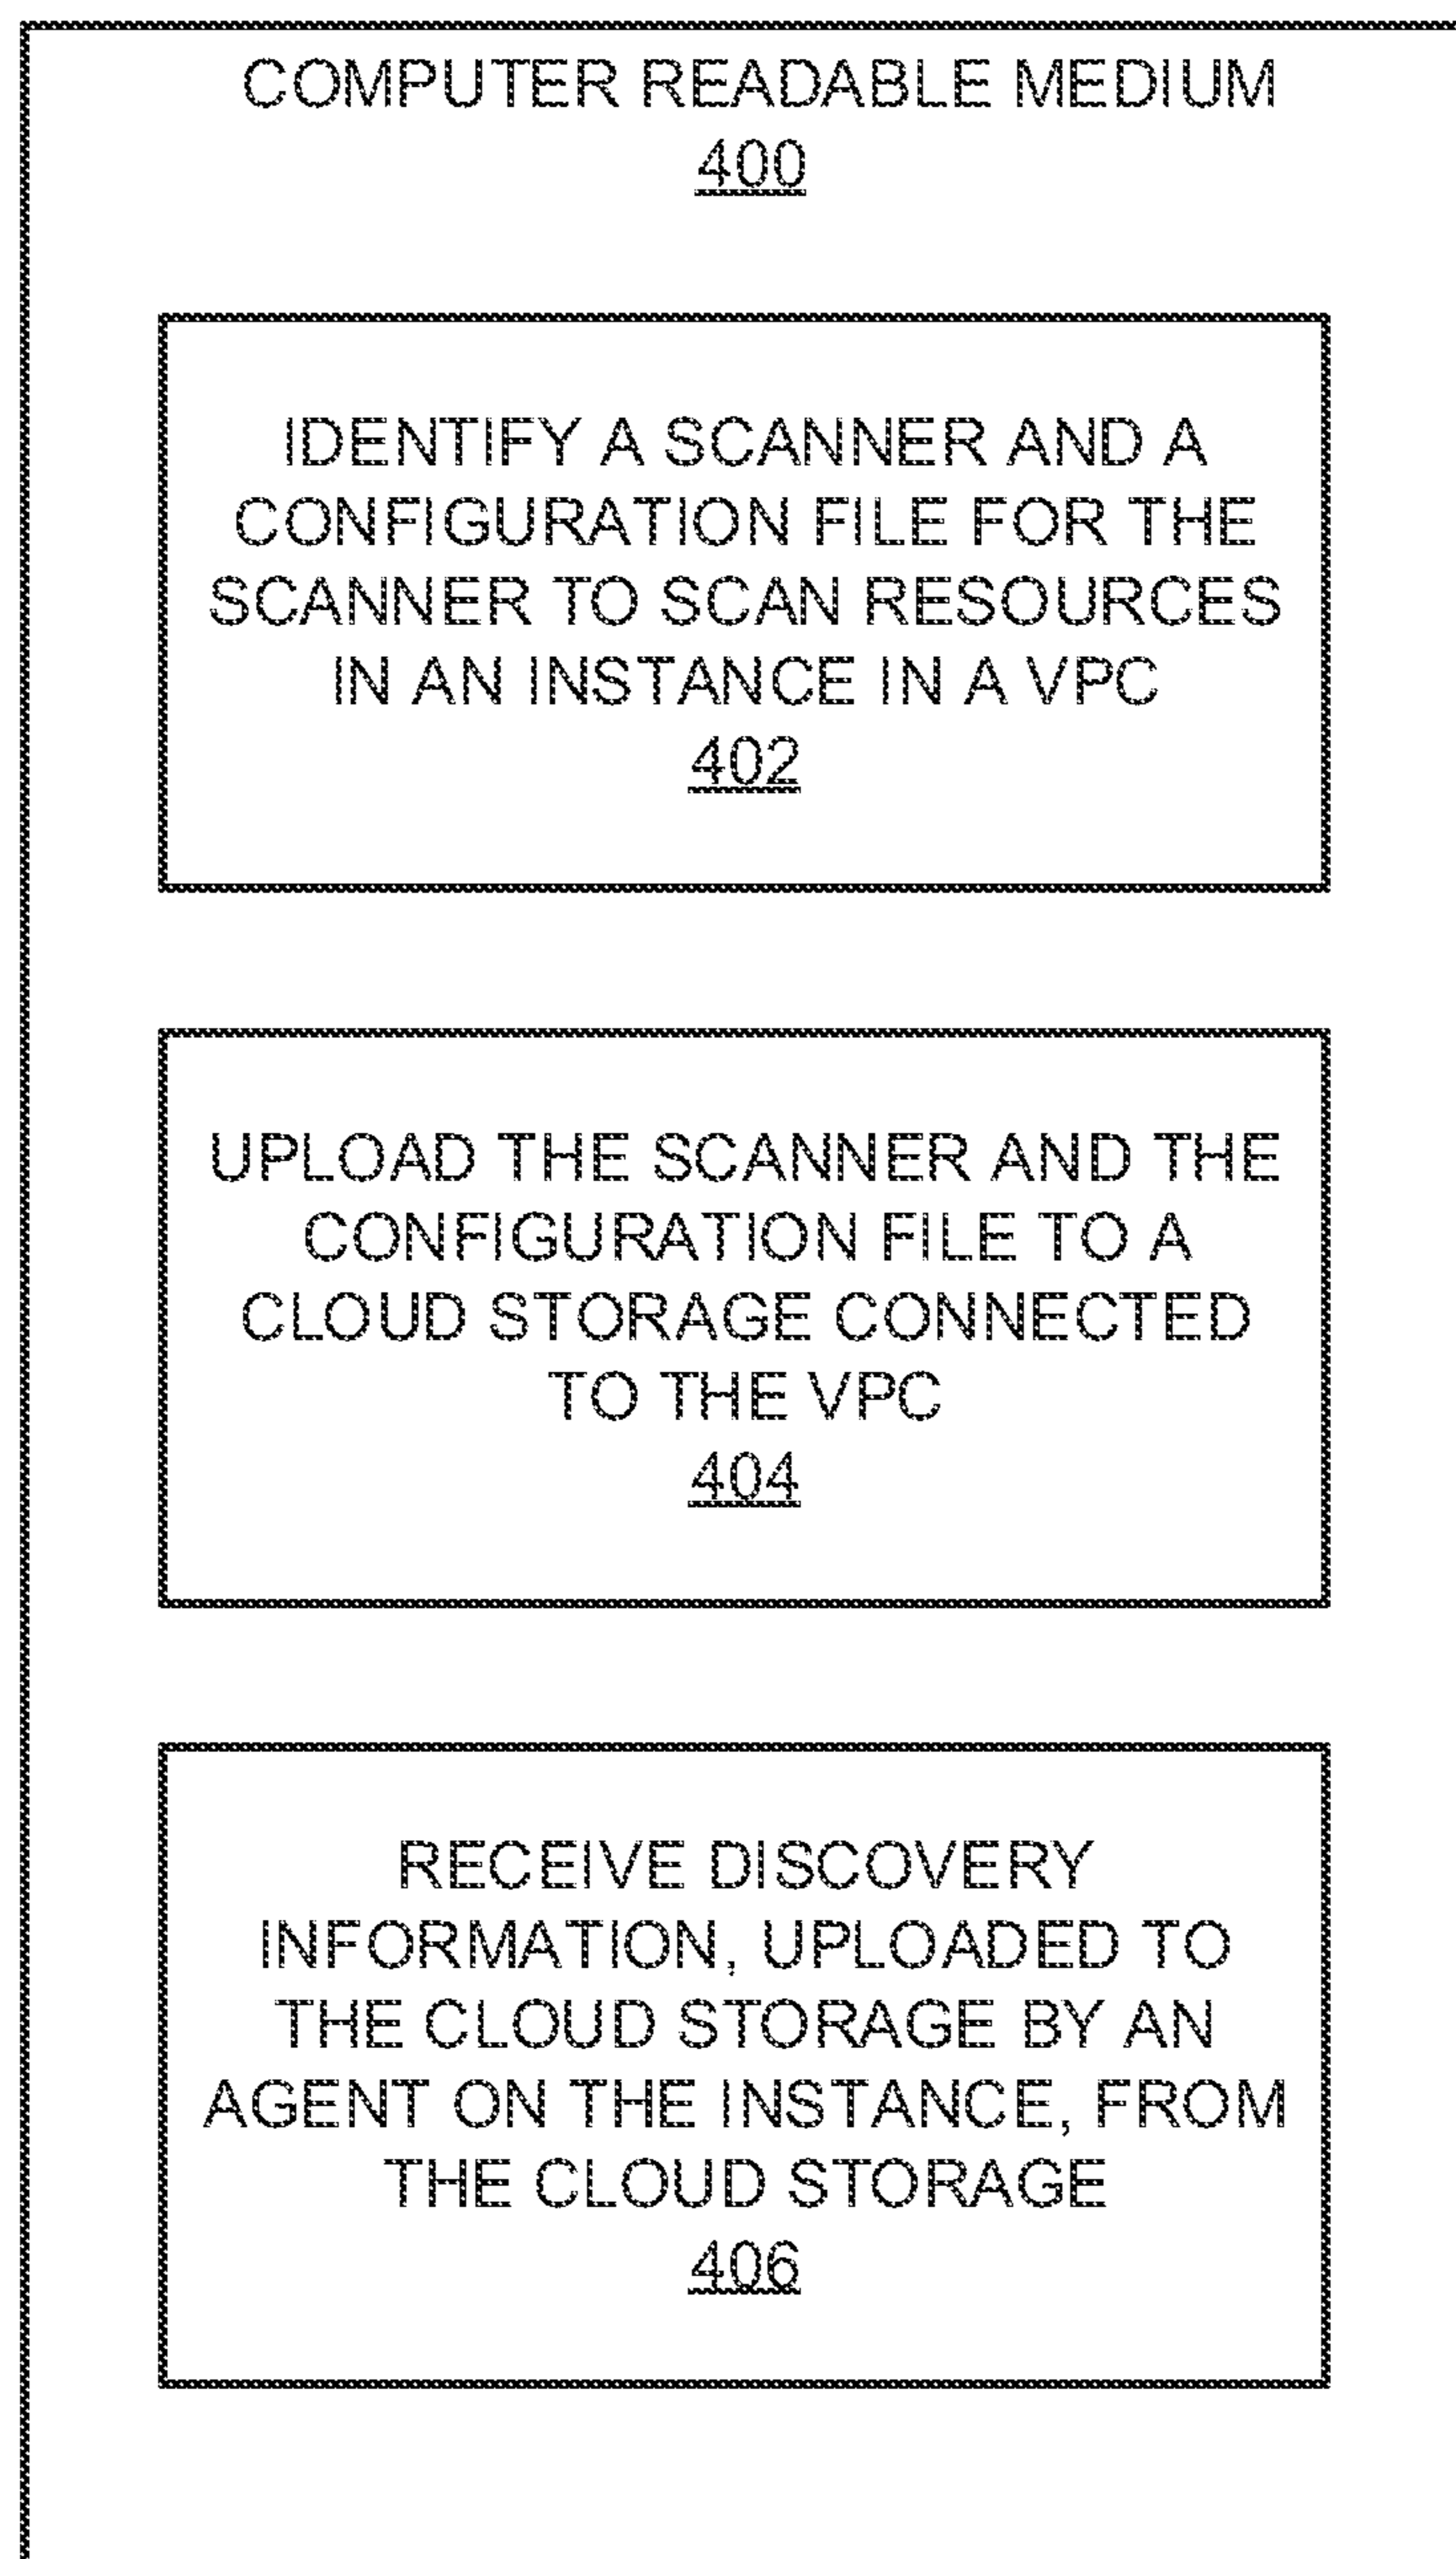 COMPUTER READABLE MEDIUM
400
IDENTIFY A SCANNER AND A
CONFIGURATION FILE FOR THE
SCANNER TO SCAN RESOURCES
IN AN INSTANCE IN A VPC
402
UPLOAD THE SCANNER AND THE
CONFIGURATION FILE TO A
CLOUD STORAGE CONNECTED
TO THE VPC
404
RECEIVE DISCOVERY
INFORMATION, UPLOADED TO
THE CLOUD STORAGE BY AN
AGENT ON THE INSTANCE, FROM
THE CLOUD STORAGE
406